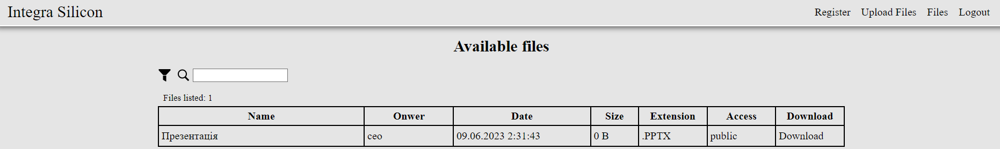 Integra Silicon Register Upload Files Files Logout
Available files
Files listed: 1
Name Onwer Date Size Extension Access Download
Презентація ceo 09.06.2023 2:31:43 0 B .PPTX public Download